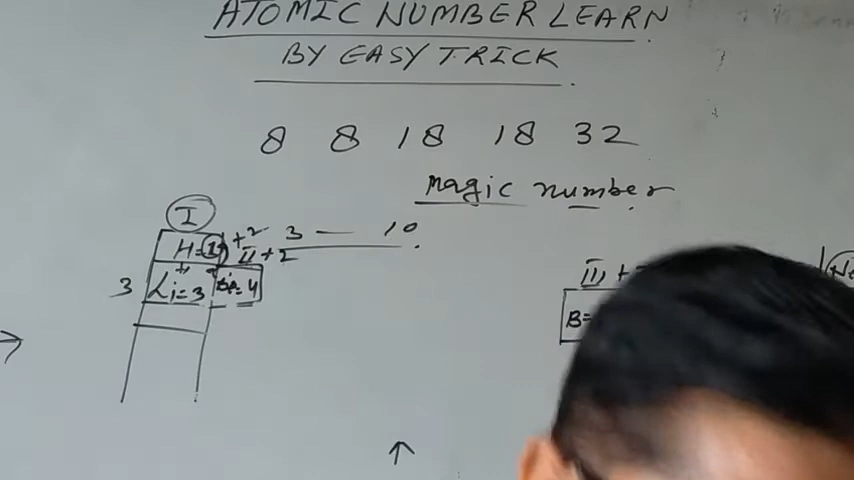 ATOMIC NUMBER LEARN
BY EASY TRICK
8 8 18 18 32
Magic number
I
H=1 +2 3 — 10
II+2
3 Li=3 Be=4
III +
B=